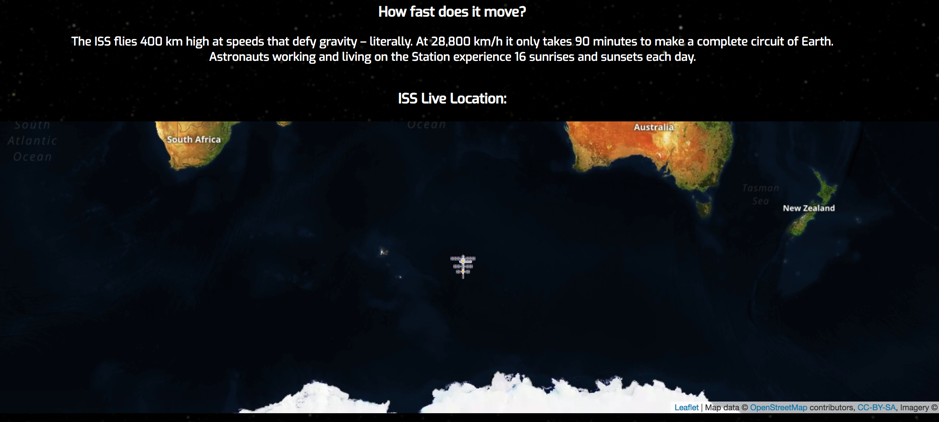 How fast does it move?
The ISS flies 400 km high at speeds that defy gravity – literally. At 28,800 km/h it only takes 90 minutes to make a complete circuit of Earth.
Astronauts working and living on the Station experience 16 sunrises and sunsets each day.
ISS Live Location:
South
Atlantic
Ocean
South Africa
Ocean
Australia
Tasman
Sea
New Zealand
Leaflet | Map data © OpenStreetMap contributors, CC-BY-SA, Imagery ©